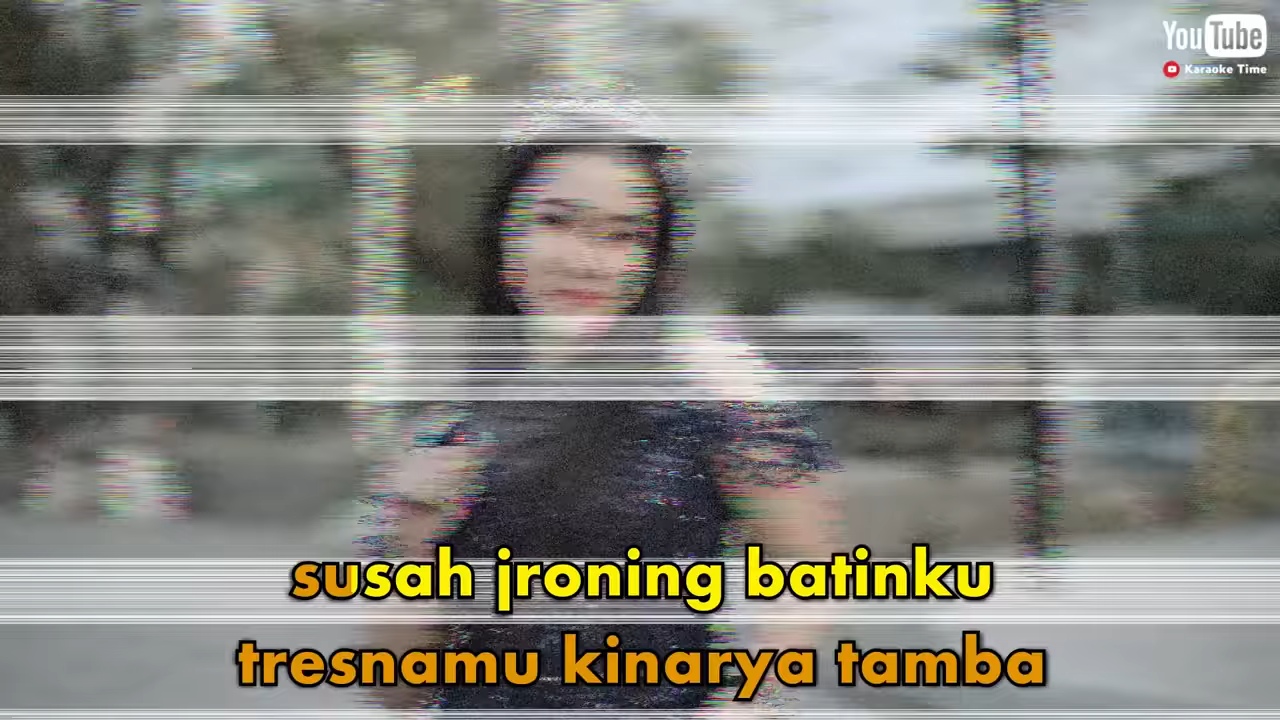 YouTube
Karaoke Time
susah jroning batinku
tresnamu kinarya tamba